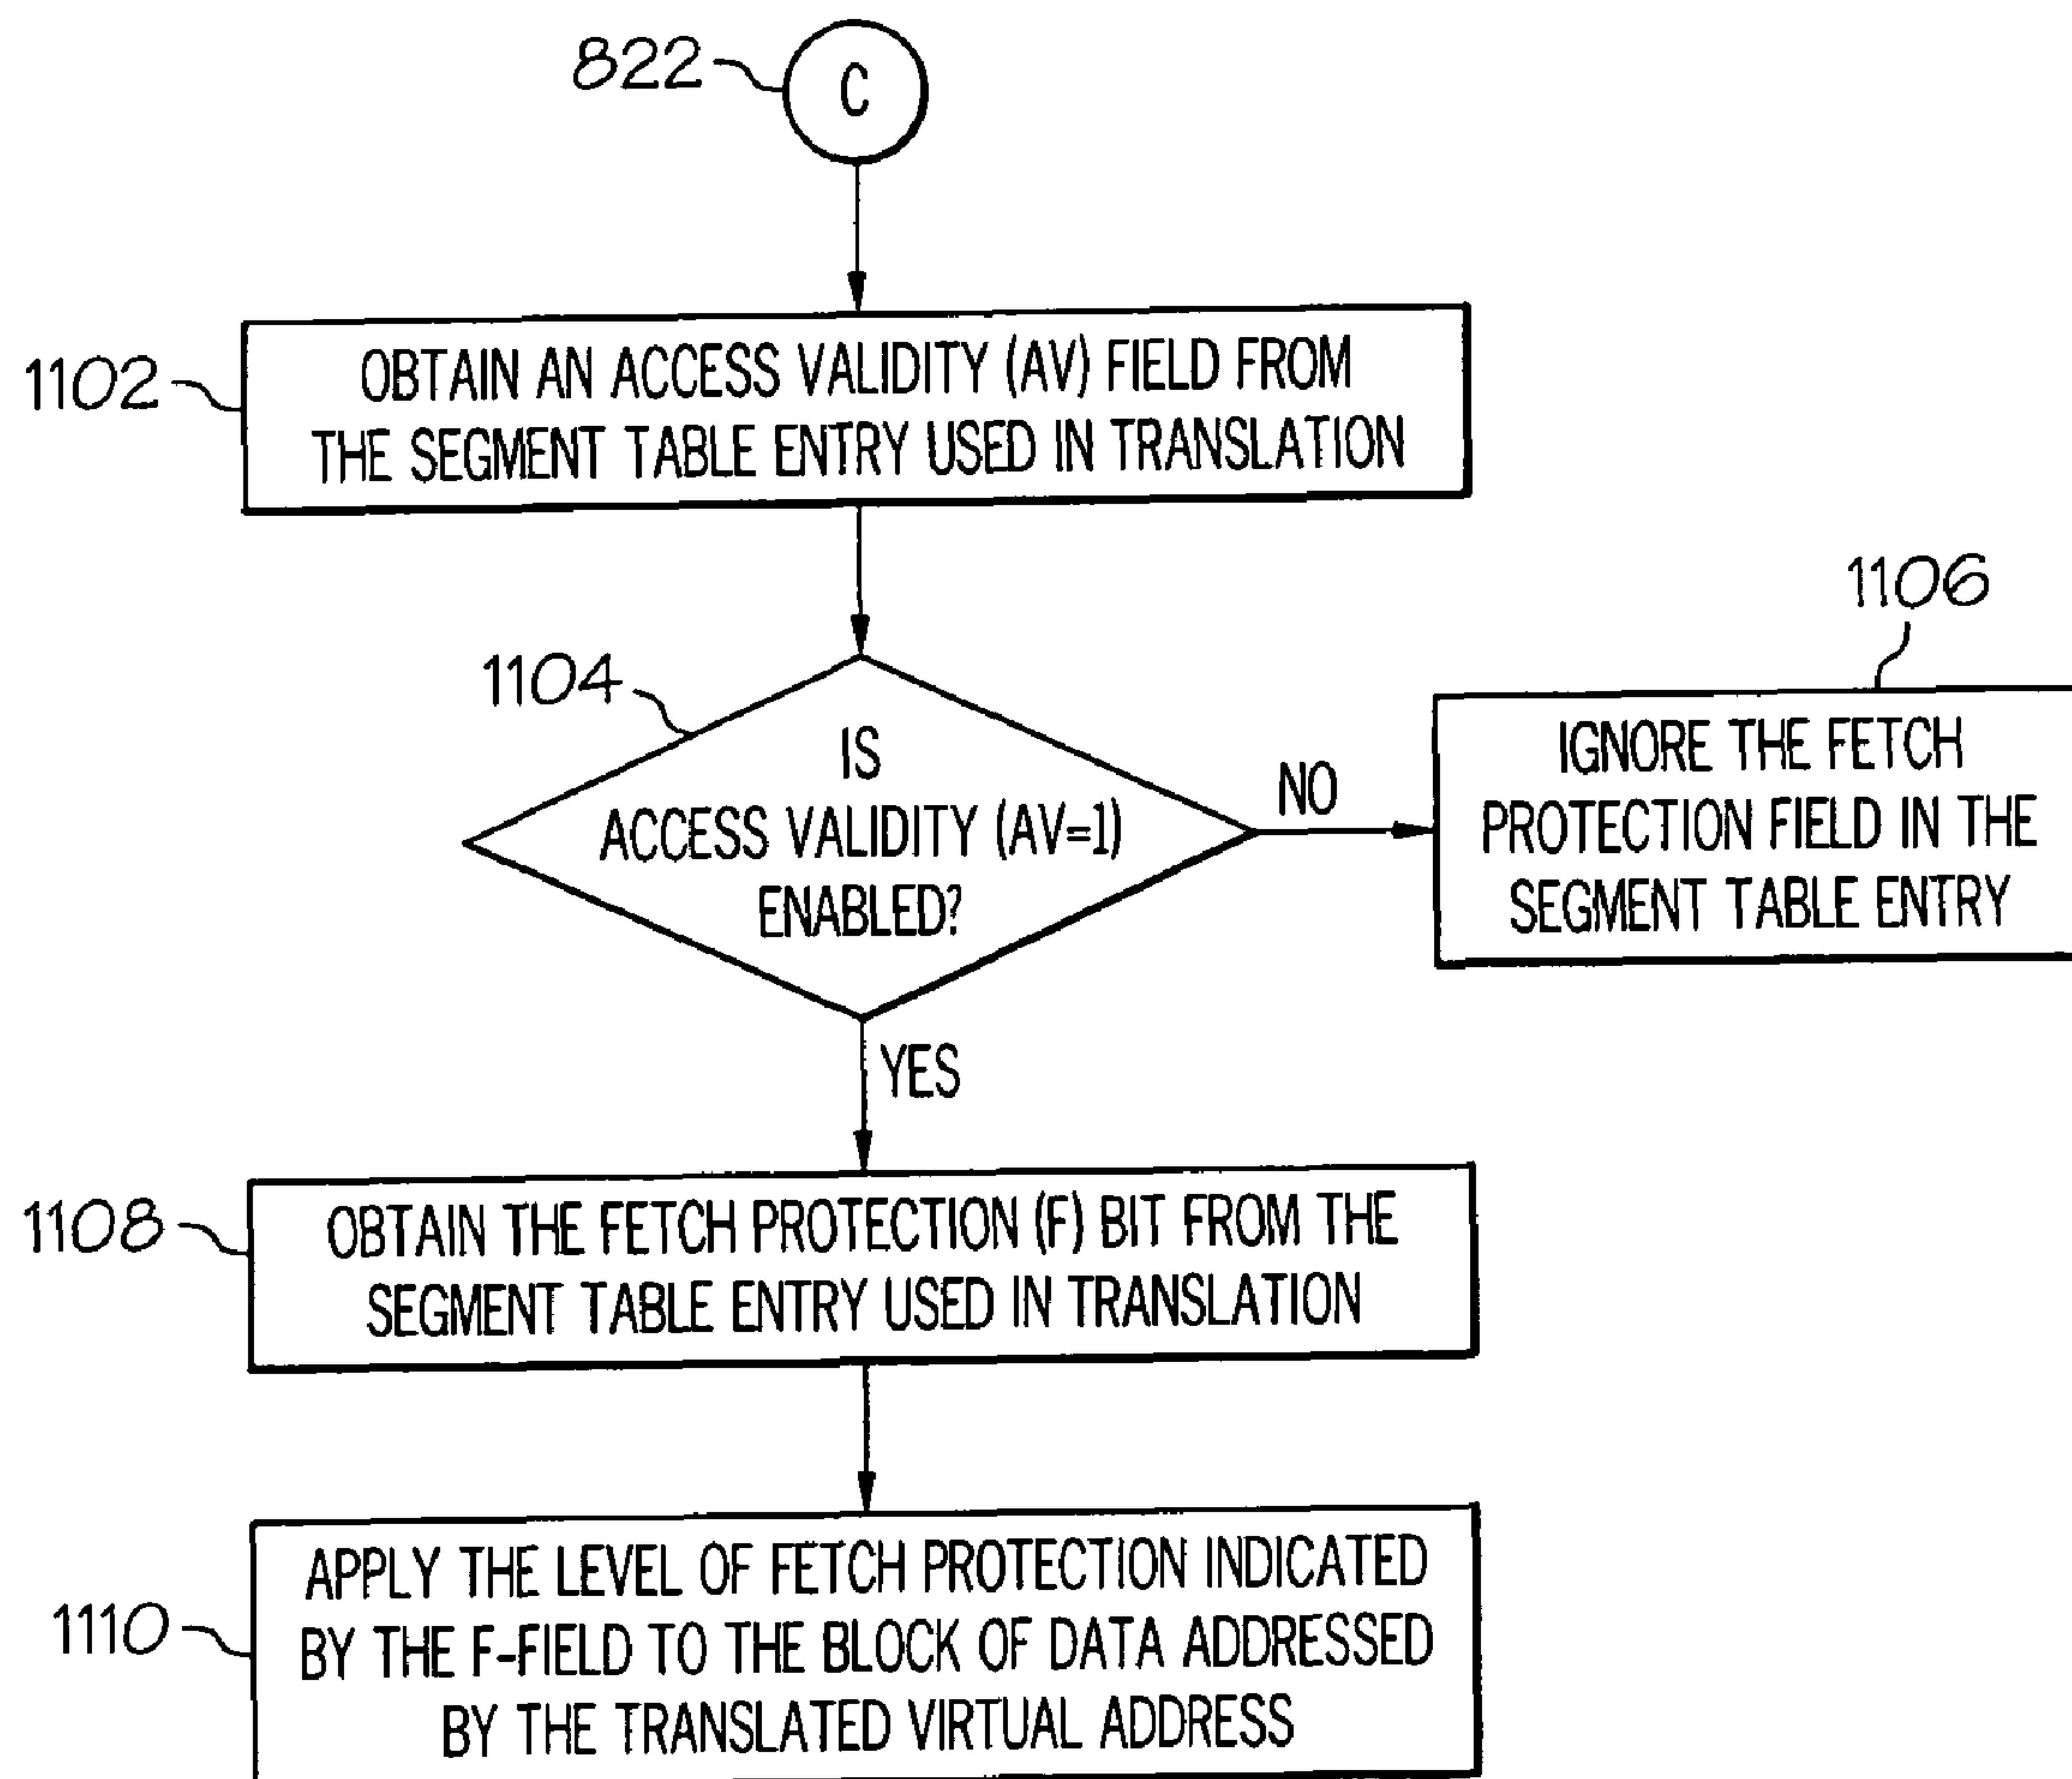 822
C
1102
OBTAIN AN ACCESS VALIDITY (AV) FIELD FROM
THE SEGMENT TABLE ENTRY USED IN TRANSLATION
1104
IS
ACCESS VALIDITY (AV=1)
ENABLED?
NO
1106
IGNORE THE FETCH
PROTECTION FIELD IN THE
SEGMENT TABLE ENTRY
YES
1108
OBTAIN THE FETCH PROTECTION (F) BIT FROM THE
SEGMENT TABLE ENTRY USED IN TRANSLATION
1110
APPLY THE LEVEL OF FETCH PROTECTION INDICATED
BY THE F-FIELD TO THE BLOCK OF DATA ADDRESSED
BY THE TRANSLATED VIRTUAL ADDRESS